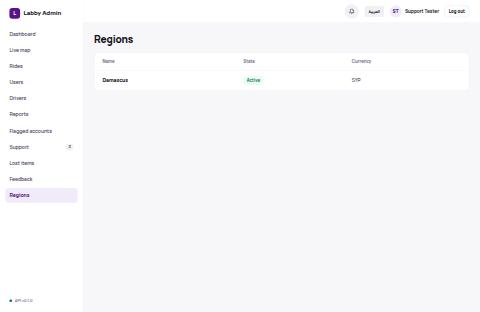 L Labby Admin
العربية ST Support Tester Log out
Dashboard
Live map
Rides
Users
Drivers
Reports
Flagged accounts
Support
Lost items
Feedback
Regions
Regions
Name State Currency
Damascus Active SYP